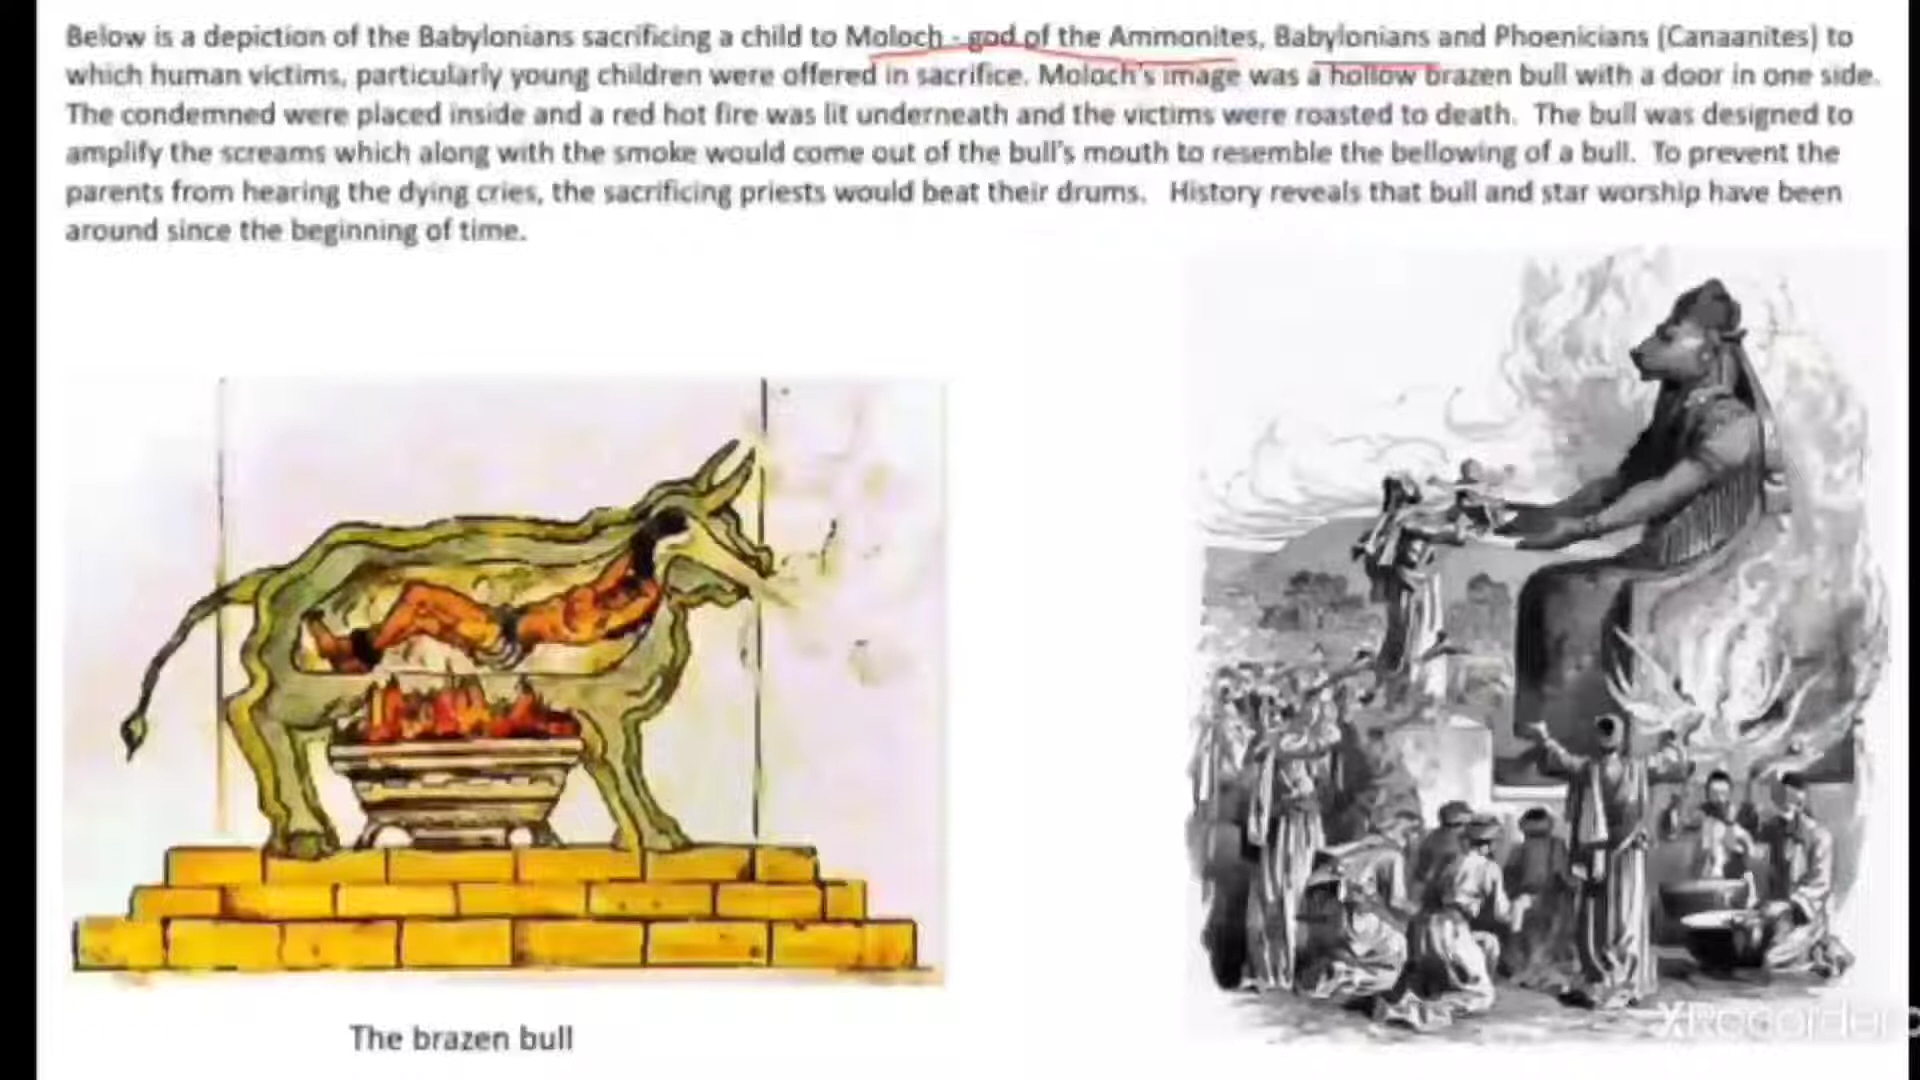 Below is a depiction of the Babylonians sacrificing a child to Moloch - god of the Ammonites, Babylonians and Phoenicians (Canaanites) to
which human victims, particularly young children were offered in sacrifice. Moloch's image was a hollow brazen bull with a door in one side.
The condemned were placed inside and a red hot fire was lit underneath and the victims were roasted to death. The bull was designed to
amplify the screams which along with the smoke would come out of the bull's mouth to resemble the bellowing of a bull. To prevent the
parents from hearing the dying cries, the sacrificing priests would beat their drums. History reveals that bull and star worship have been
around since the beginning of time.
The brazen bull
XRecorder